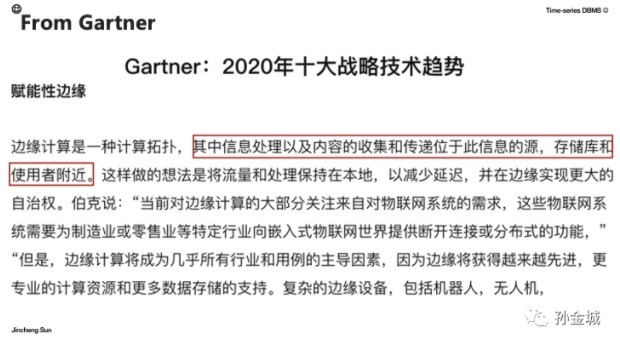 From Gartner
Time-series DBMS
Gartner：2020年十大战略技术趋势
赋能性边缘
边缘计算是一种计算拓扑，其中信息处理以及内容的收集和传递位于此信息的源，存储库和
使用者附近。这样做的想法是将流量和处理保持在本地，以减少延迟，并在边缘实现更大的
自治权。伯克说：“当前对边缘计算的大部分关注来自对物联网系统的需求，这些物联网系
统需要为制造业或零售业等特定行业向嵌入式物联网世界提供断开连接或分布式的功能，”
“但是，边缘计算将成为几乎所有行业和用例的主导因素，因为边缘将获得越来越先进，更
专业的计算资源和更多数据存储的支持。复杂的边缘设备，包括机器人，无人机，
孙金城
Jincheng Sun